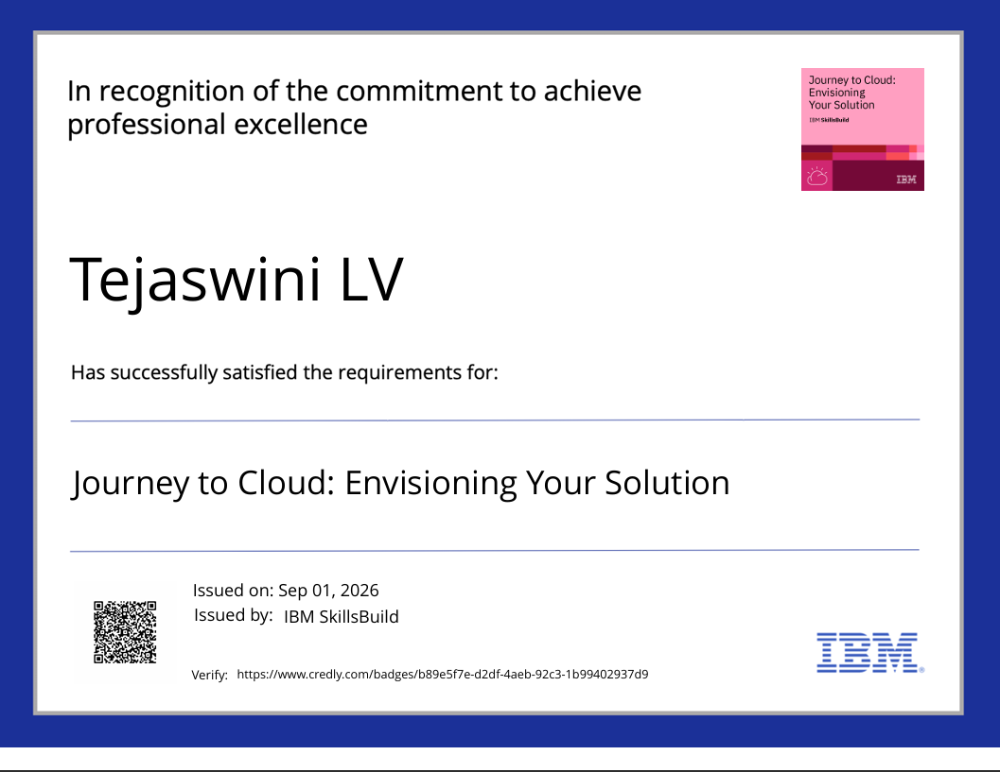 In recognition of the commitment to achieve
professional excellence
Journey to Cloud:
Envisioning
Your Solution
IBM SkillsBuild
IBM
Tejaswini LV
Has successfully satisfied the requirements for:
Journey to Cloud: Envisioning Your Solution
Issued on: Sep 01, 2026
Issued by: IBM SkillsBuild
Verify: https://www.credly.com/badges/b89e5f7e-d2df-4aeb-92c3-1b99402937d9
IBM®